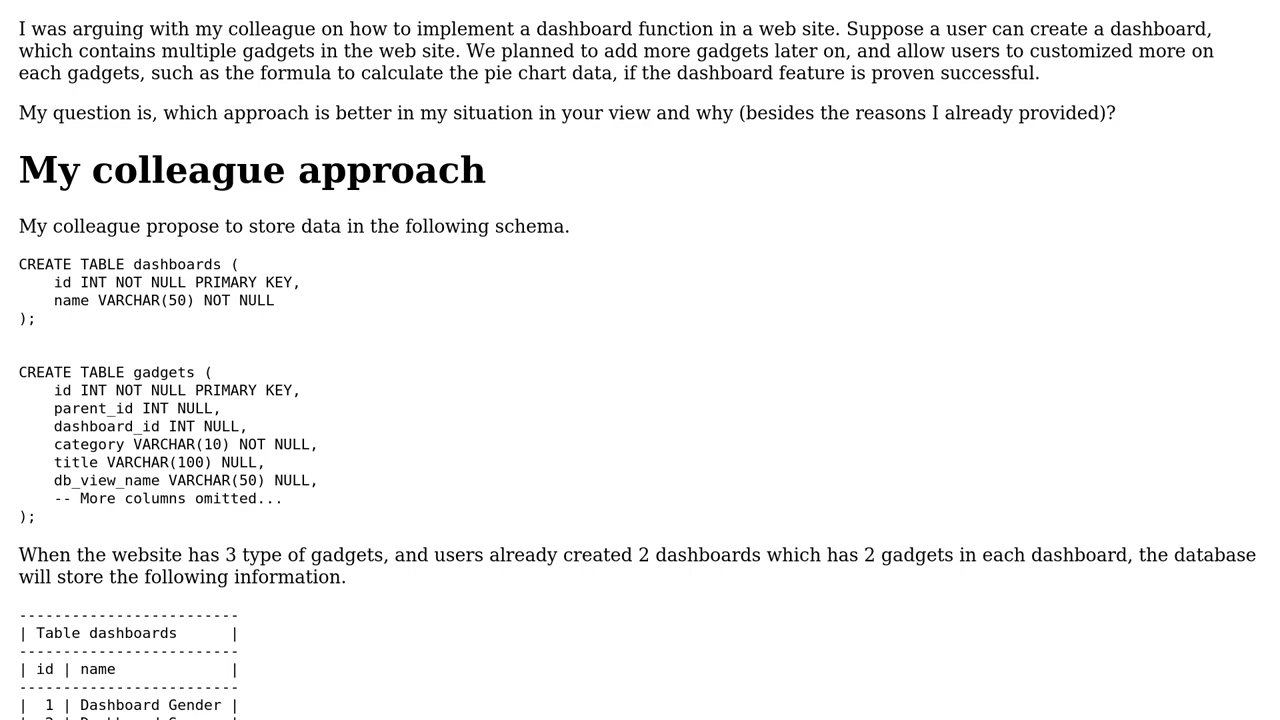 I was arguing with my colleague on how to implement a dashboard function in a web site. Suppose a user can create a dashboard,
which contains multiple gadgets in the web site. We planned to add more gadgets later on, and allow users to customized more on
each gadgets, such as the formula to calculate the pie chart data, if the dashboard feature is proven successful.
My question is, which approach is better in my situation in your view and why (besides the reasons I already provided)?
My colleague approach
My colleague propose to store data in the following schema.
CREATE TABLE dashboards (
    id INT NOT NULL PRIMARY KEY,
    name VARCHAR(50) NOT NULL
);
CREATE TABLE gadgets (
    id INT NOT NULL PRIMARY KEY,
    parent_id INT NULL,
    dashboard_id INT NULL,
    category VARCHAR(10) NOT NULL,
    title VARCHAR(100) NULL,
    db_view_name VARCHAR(50) NULL,
    -- More columns omitted...
);
When the website has 3 type of gadgets, and users already created 2 dashboards which has 2 gadgets in each dashboard, the database
will store the following information.
-------------------------
| Table dashboards      |
-------------------------
| id | name             |
-------------------------
|  1 | Dashboard Gender |